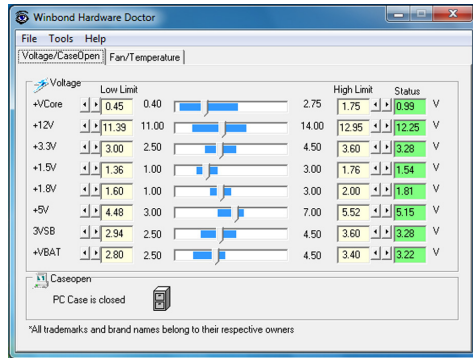 Winbond Hardware Doctor
File Tools Help
Voltage/CaseOpen Fan/Temperature
Voltage
Low Limit High Limit Status
+VCore 0.45 0.40 2.75 1.75 0.99 V
+12V 11.39 11.00 14.00 12.95 12.25 V
+3.3V 3.00 2.50 4.50 3.60 3.28 V
+1.5V 1.36 1.00 3.00 1.76 1.54 V
+1.8V 1.60 1.00 3.00 2.00 1.81 V
+5V 4.48 3.00 7.00 5.52 5.15 V
3VSB 2.94 2.50 4.50 3.60 3.28 V
+VBAT 2.80 2.50 4.50 3.40 3.22 V
Caseopen
PC Case is closed
*All trademarks and brand names belong to their respective owners